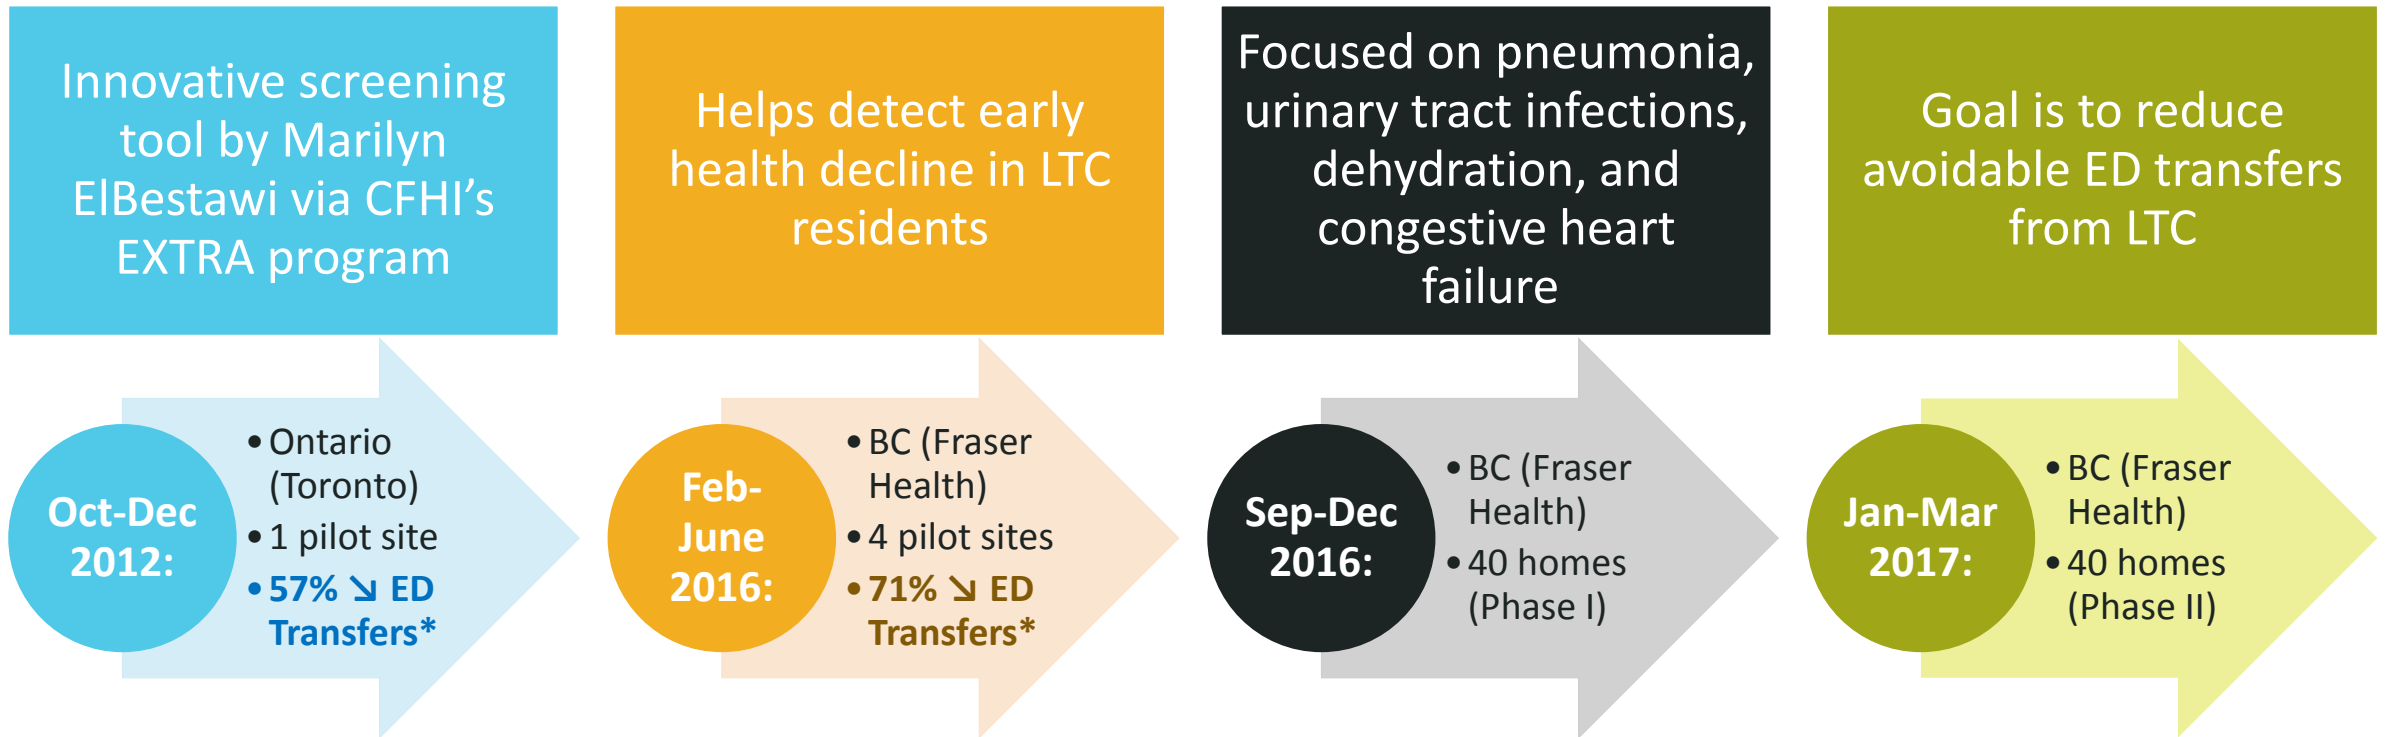 Innovative screening
tool by Marilyn
ElBestawi via CFHI’s
EXTRA program
Helps detect early
health decline in LTC
residents
Focused on pneumonia,
urinary tract infections,
dehydration, and
congestive heart
failure
Goal is to reduce
avoidable ED transfers
from LTC
Oct-Dec
2012:
• Ontario
(Toronto)
• 1 pilot site
• 57% ↘ ED
Transfers*
Feb-
June
2016:
• BC (Fraser
Health)
• 4 pilot sites
• 71% ↘ ED
Transfers*
Sep-Dec
2016:
• BC (Fraser
Health)
• 40 homes
(Phase I)
Jan-Mar
2017:
• BC (Fraser
Health)
• 40 homes
(Phase II)